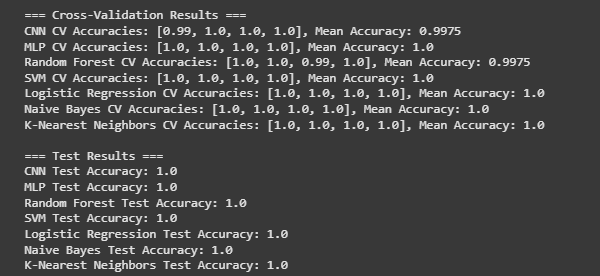 === Cross-Validation Results ===
CNN CV Accuracies: [0.99, 1.0, 1.0, 1.0], Mean Accuracy: 0.9975
MLP CV Accuracies: [1.0, 1.0, 1.0, 1.0], Mean Accuracy: 1.0
Random Forest CV Accuracies: [1.0, 1.0, 0.99, 1.0], Mean Accuracy: 0.9975
SVM CV Accuracies: [1.0, 1.0, 1.0, 1.0], Mean Accuracy: 1.0
Logistic Regression CV Accuracies: [1.0, 1.0, 1.0, 1.0], Mean Accuracy: 1.0
Naive Bayes CV Accuracies: [1.0, 1.0, 1.0, 1.0], Mean Accuracy: 1.0
K-Nearest Neighbors CV Accuracies: [1.0, 1.0, 1.0, 1.0], Mean Accuracy: 1.0
=== Test Results ===
CNN Test Accuracy: 1.0
MLP Test Accuracy: 1.0
Random Forest Test Accuracy: 1.0
SVM Test Accuracy: 1.0
Logistic Regression Test Accuracy: 1.0
Naive Bayes Test Accuracy: 1.0
K-Nearest Neighbors Test Accuracy: 1.0